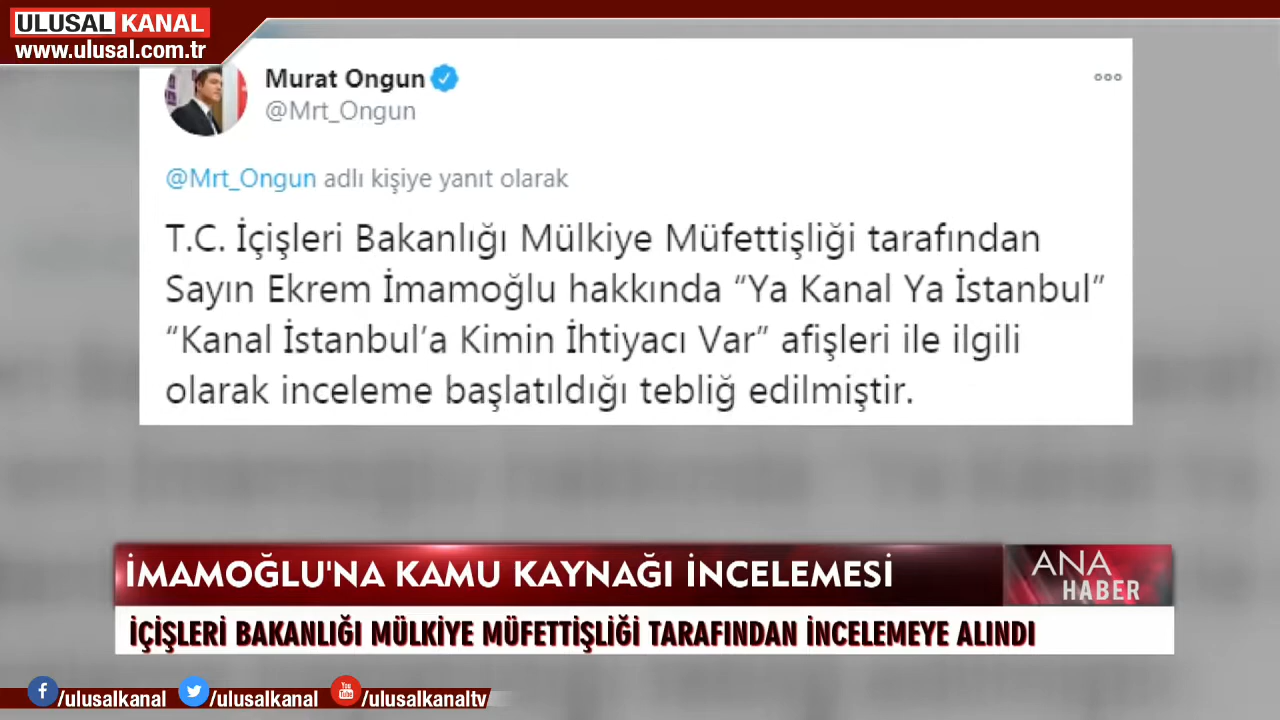 ULUSAL KANAL
www.ulusal.com.tr
Murat Ongun
@Mrt_Ongun
@Mrt_Ongun adlı kişiye yanıt olarak
T.C. İçişleri Bakanlığı Mülkiye Müfettişliği tarafından
Sayın Ekrem İmamoğlu hakkında “Ya Kanal Ya İstanbul”
“Kanal İstanbul’a Kimin İhtiyacı Var” afişleri ile ilgili
olarak inceleme başlatıldığı tebliğ edilmiştir.
İMAMOĞLU'NA KAMU KAYNAĞI İNCELEMESİ
ANA
HABER
İÇİŞLERİ BAKANLIĞI MÜLKİYE MÜFETTİŞLİĞİ TARAFINDAN İNCELEMEYE ALINDI
/ulusalkanal /ulusalkanal You Tube /ulusalkanaltv